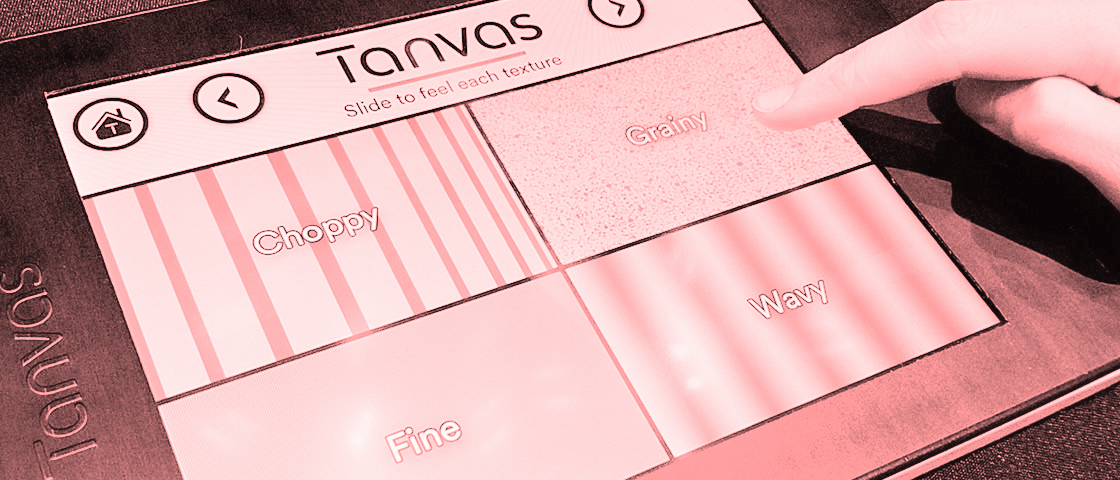 Tanvas
Slide to feel each texture
Choppy
Grainy
Fine
Wavy
Tanvas